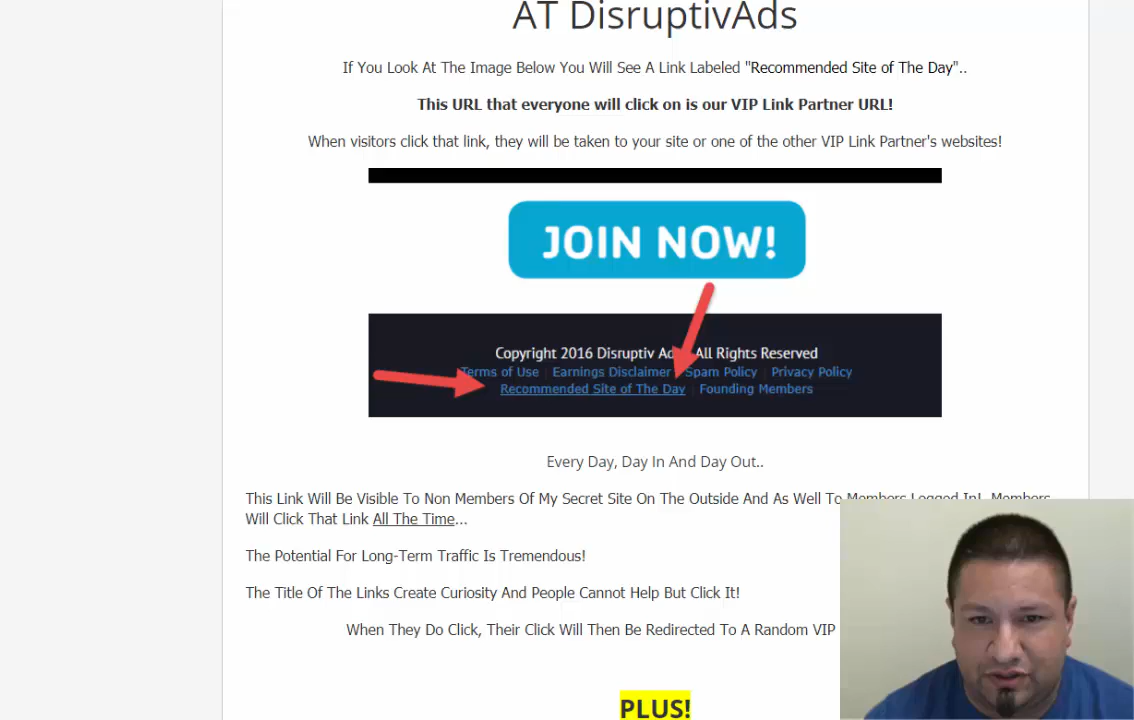 AT DisruptivAds
If You Look At The Image Below You Will See A Link Labeled "Recommended Site of The Day"..
This URL that everyone will click on is our VIP Link Partner URL!
When visitors click that link, they will be taken to your site or one of the other VIP Link Partner's websites!
JOIN NOW!
Copyright 2016 Disruptiv Ads All Rights Reserved
Terms of Use | Earnings Disclaimer | Spam Policy | Privacy Policy
Recommended Site of The Day | Founding Members
Every Day, Day In And Day Out..
This Link Will Be Visible To Non Members Of My Secret Site On The Outside And As Well To Members Logged In! Members
Will Click That Link All The Time...
The Potential For Long-Term Traffic Is Tremendous!
The Title Of The Links Create Curiosity And People Cannot Help But Click It!
When They Do Click, Their Click Will Then Be Redirected To A Random VIP
PLUS!